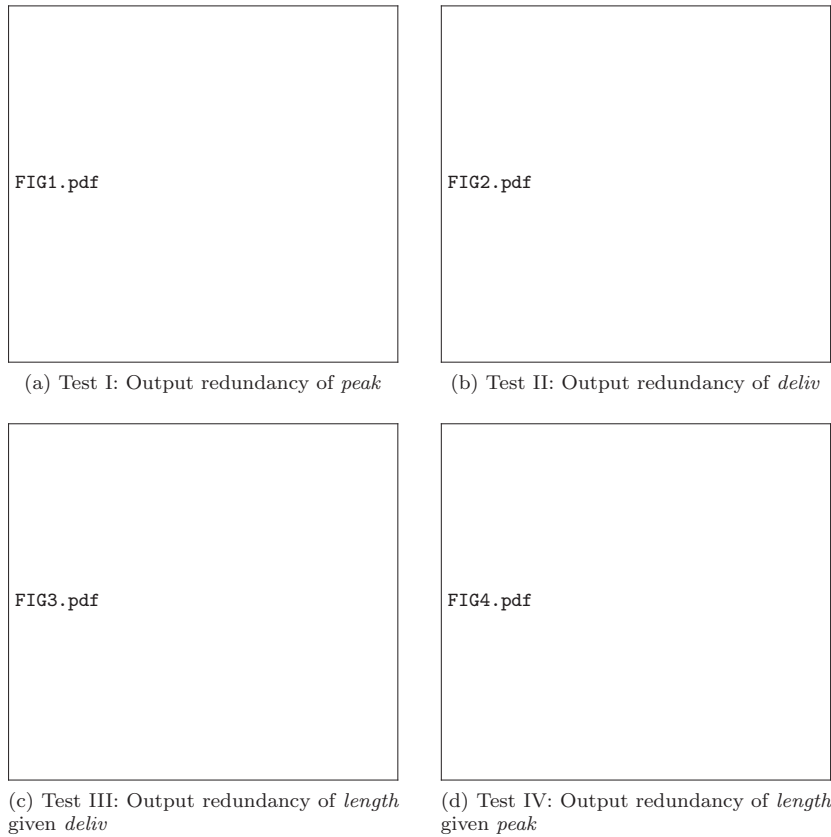 FIG1.pdf
FIG2.pdf
(a) Test I: Output redundancy of peak
(b) Test II: Output redundancy of deliv
FIG3.pdf
FIG4.pdf
(c) Test III: Output redundancy of length
given deliv
(d) Test IV: Output redundancy of length
given peak